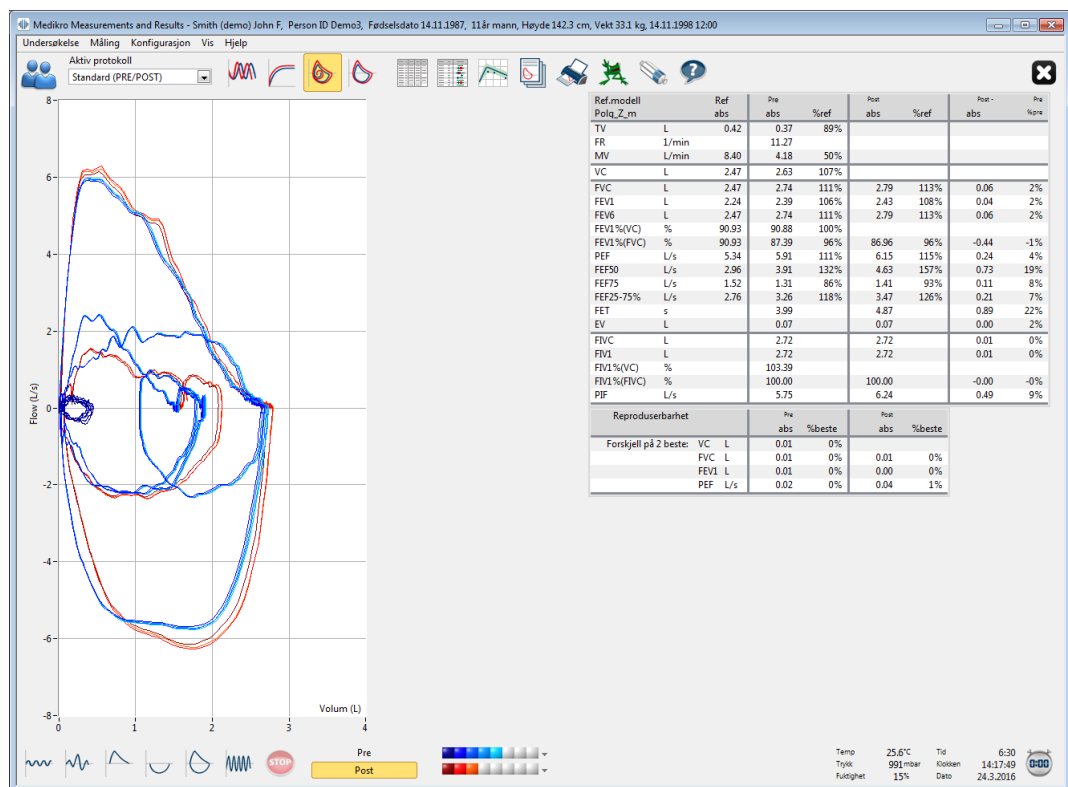 Medikro Measurements and Results - Smith (demo) John F, Person ID Demo3, Fødselsdato 14.11.1987, 11år mann, Høyde 142.3 cm, Vekt 33.1 kg, 14.11.1998 12:00
Undersøkelse Måling Konfigurasjon Vis Hjelp
Aktiv protokoll
Standard (PRE/POST)
8
6
4
2
0
-2
-4
-6
-8
Flow (L/s)
0 1 2 3 4
Volum (L)
Ref.modell Ref Pre Post Post - Pre
Polq_Z_m abs abs %ref abs %ref abs %pre
TV L 0.42 0.37 89%
FR 1/min 11.27
MV L/min 8.40 4.18 50%
VC L 2.47 2.63 107%
FVC L 2.47 2.74 111% 2.79 113% 0.06 2%
FEV1 L 2.24 2.39 106% 2.43 108% 0.04 2%
FEV6 L 2.47 2.74 111% 2.79 113% 0.06 2%
FEV1%(VC) % 90.93 90.88 100%
FEV1%(FVC) % 90.93 87.39 96% 86.96 96% -0.44 -1%
PEF L/s 5.34 5.91 111% 6.15 115% 0.24 4%
FEF50 L/s 2.96 3.91 132% 4.63 157% 0.73 19%
FEF75 L/s 1.52 1.31 86% 1.41 93% 0.11 8%
FEF25-75% L/s 2.76 3.26 118% 3.47 126% 0.21 7%
FET s 3.99 4.87 0.89 22%
EV L 0.07 0.07 0.00 2%
FIVC L 2.72 2.72 0.01 0%
FIV1 L 2.72 2.72 0.01 0%
FIV1%(VC) % 103.39
FIV1%(FIVC) % 100.00 100.00 -0.00 -0%
PIF L/s 5.75 6.24 0.49 9%
Reproduserbarhet Pre Post
abs %beste abs %beste
Forskjell på 2 beste: VC L 0.01 0%
FVC L 0.01 0% 0.01 0%
FEV1 L 0.01 0% 0.00 0%
PEF L/s 0.02 0% 0.04 1%
STOP
Pre
Post
Temp 25.6°C Tid 6:30
Trykk 991 mbar Klokken 14:17:49
Fuktighet 15% Dato 24.3.2016
0:00